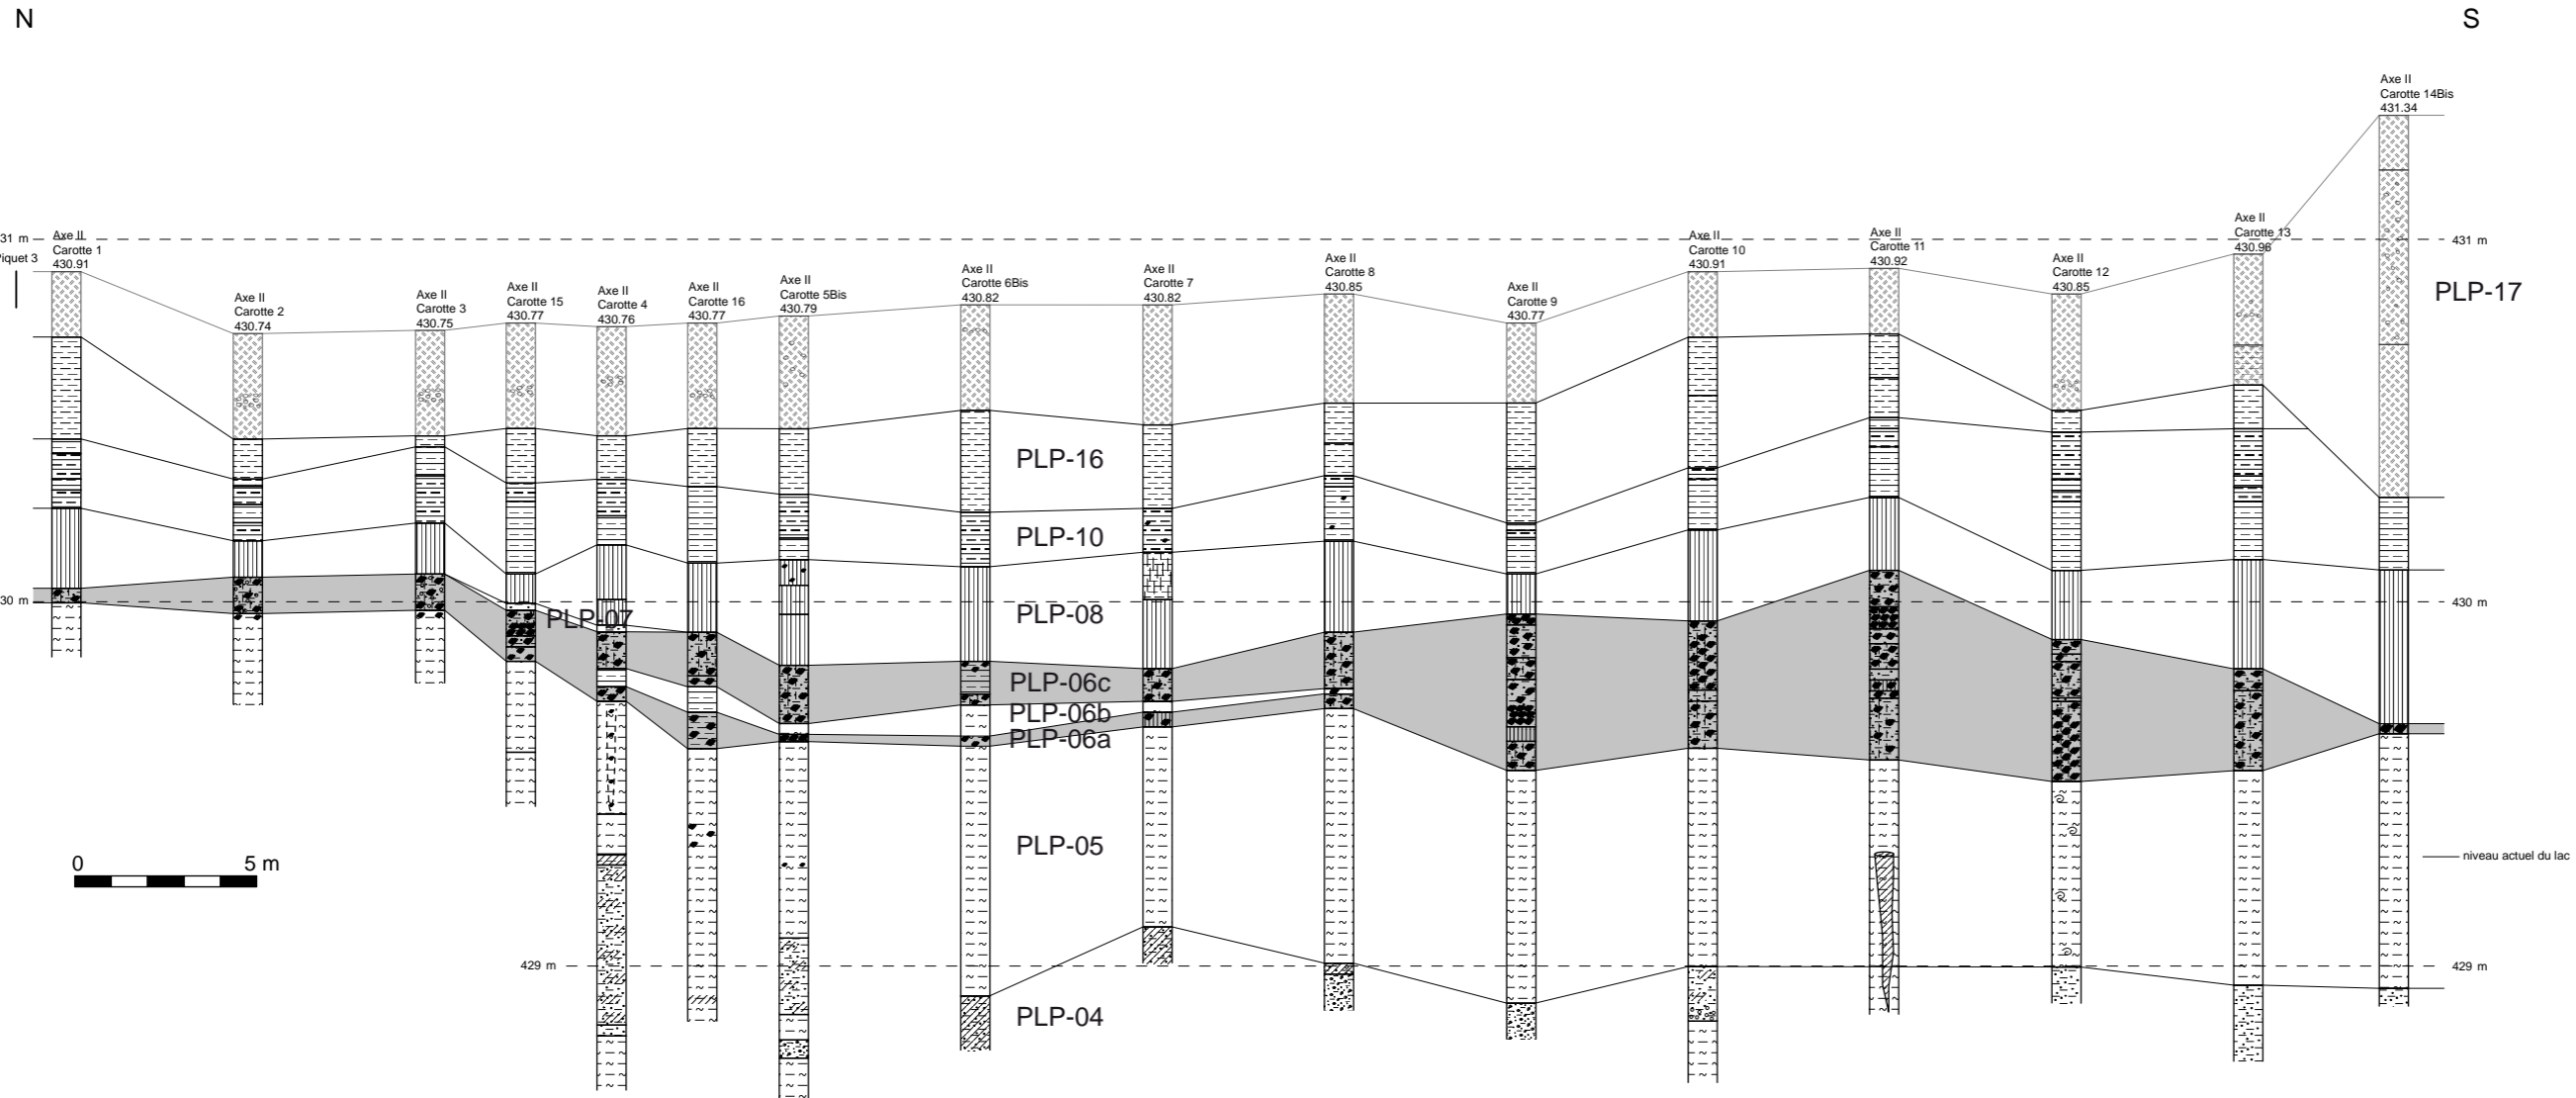 N
S
Axe II
Carotte 14Bis
431.34
31 m
Piquet 3
Axe II
Carotte 1
430.91
Axe II
Carotte 2
430.74
Axe II
Carotte 3
430.75
Axe II
Carotte 15
430.77
Axe II
Carotte 4
430.76
Axe II
Carotte 16
430.77
Axe II
Carotte 5Bis
430.79
Axe II
Carotte 6Bis
430.82
Axe II
Carotte 7
430.82
Axe II
Carotte 8
430.85
Axe II
Carotte 9
430.77
Axe II
Carotte 10
430.91
Axe II
Carotte 11
430.92
Axe II
Carotte 12
430.85
Axe II
Carotte 13
430.96
431 m
PLP-17
PLP-16
PLP-10
30 m
PLP-07
PLP-08
430 m
PLP-06c
PLP-06b
PLP-06a
PLP-05
0 5 m
niveau actuel du lac
429 m
429 m
PLP-04